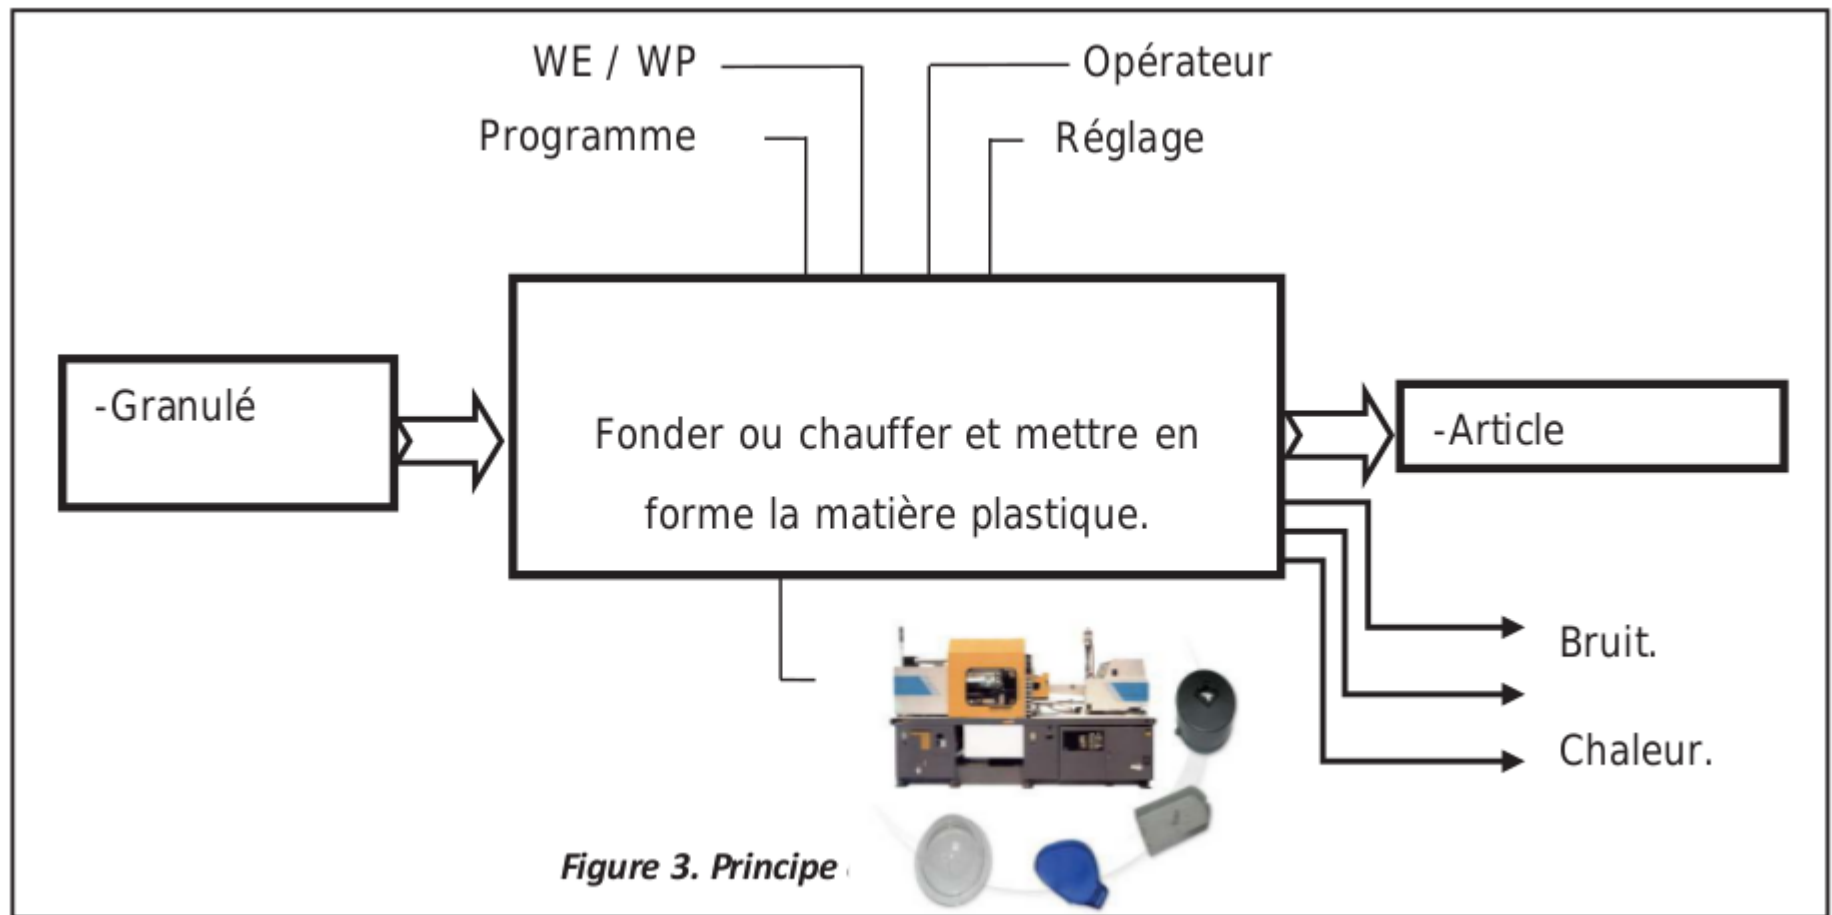 WE / WP
Opérateur
Programme
Réglage
-Granulé
Fonder ou chauffer et mettre en
forme la matière plastique.
-Article
Bruit.
Chaleur.
Figure 3. Principe